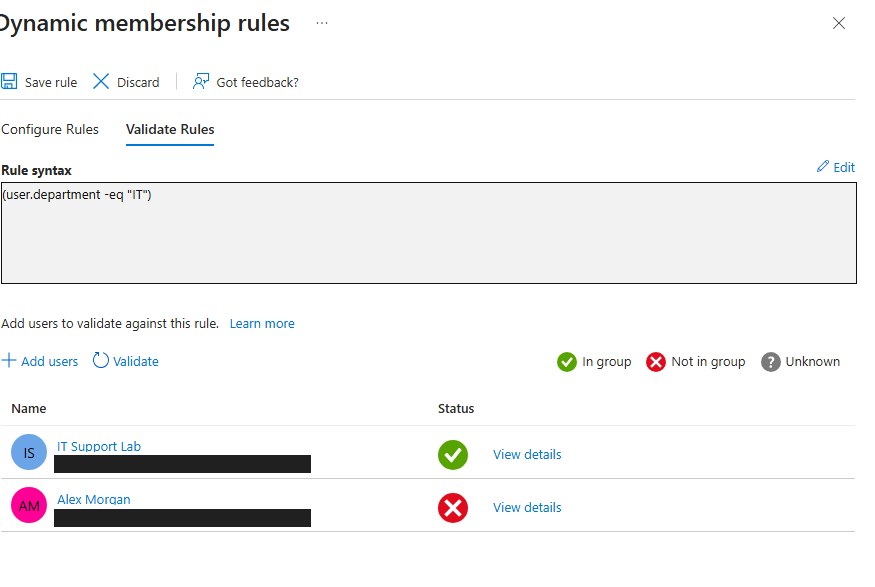 Dynamic membership rules ...
Save rule Discard Got feedback?
Configure Rules Validate Rules
Rule syntax Edit
(user.department -eq "IT")
Add users to validate against this rule. Learn more
Add users Validate In group Not in group ? Unknown
Name Status
IS IT Support Lab View details
AM Alex Morgan View details